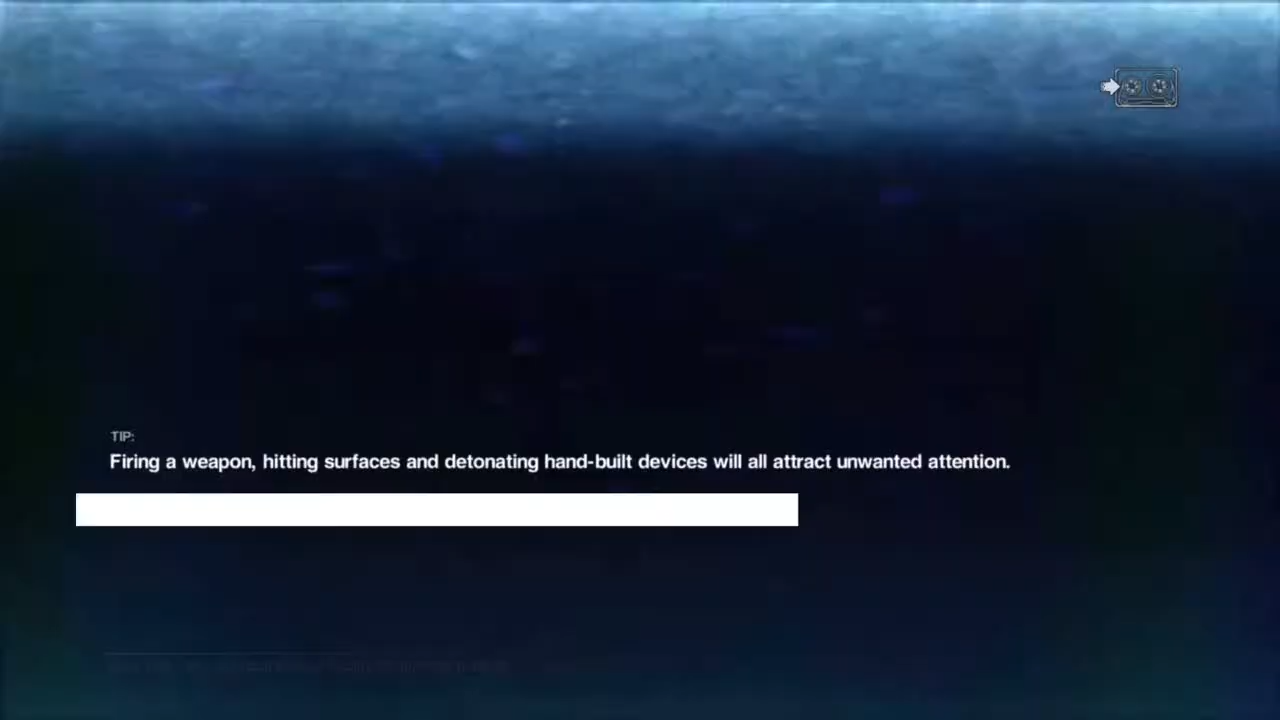 TIP:
Firing a weapon, hitting surfaces and detonating hand-built devices will all attract unwanted attention.